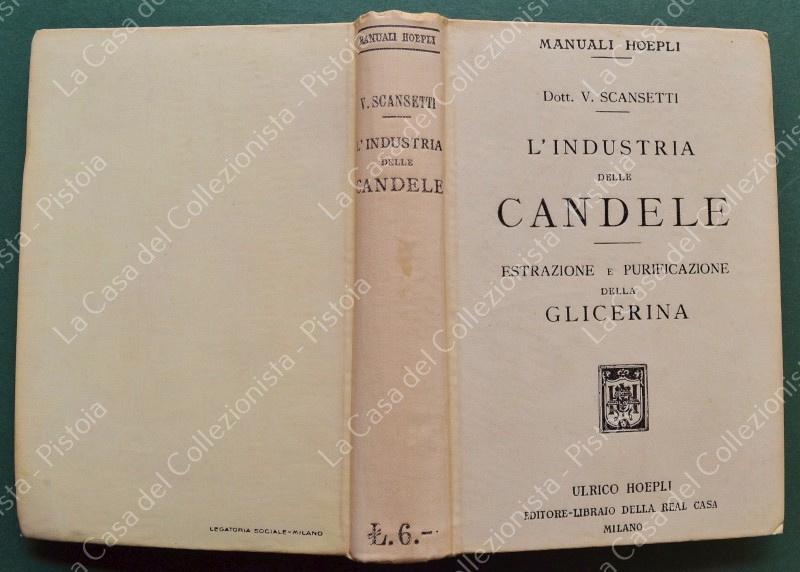 LEGATORIA SOCIALE-MILANO
MANUALI HOEPLI
V. SCANSETTI
L'INDUSTRIA
DELLE
CANDELE
Ł.6.-
MANUALI HOEPLI
Dott. V. SCANSETTI
L'INDUSTRIA
DELLE
CANDELE
ESTRAZIONE E PURIFICAZIONE
DELLA
GLICERINA
ULRICO HOEPLI
EDITORE-LIBRAIO DELLA REAL CASA
MILANO
La Casa del Collezionista - Pistoia